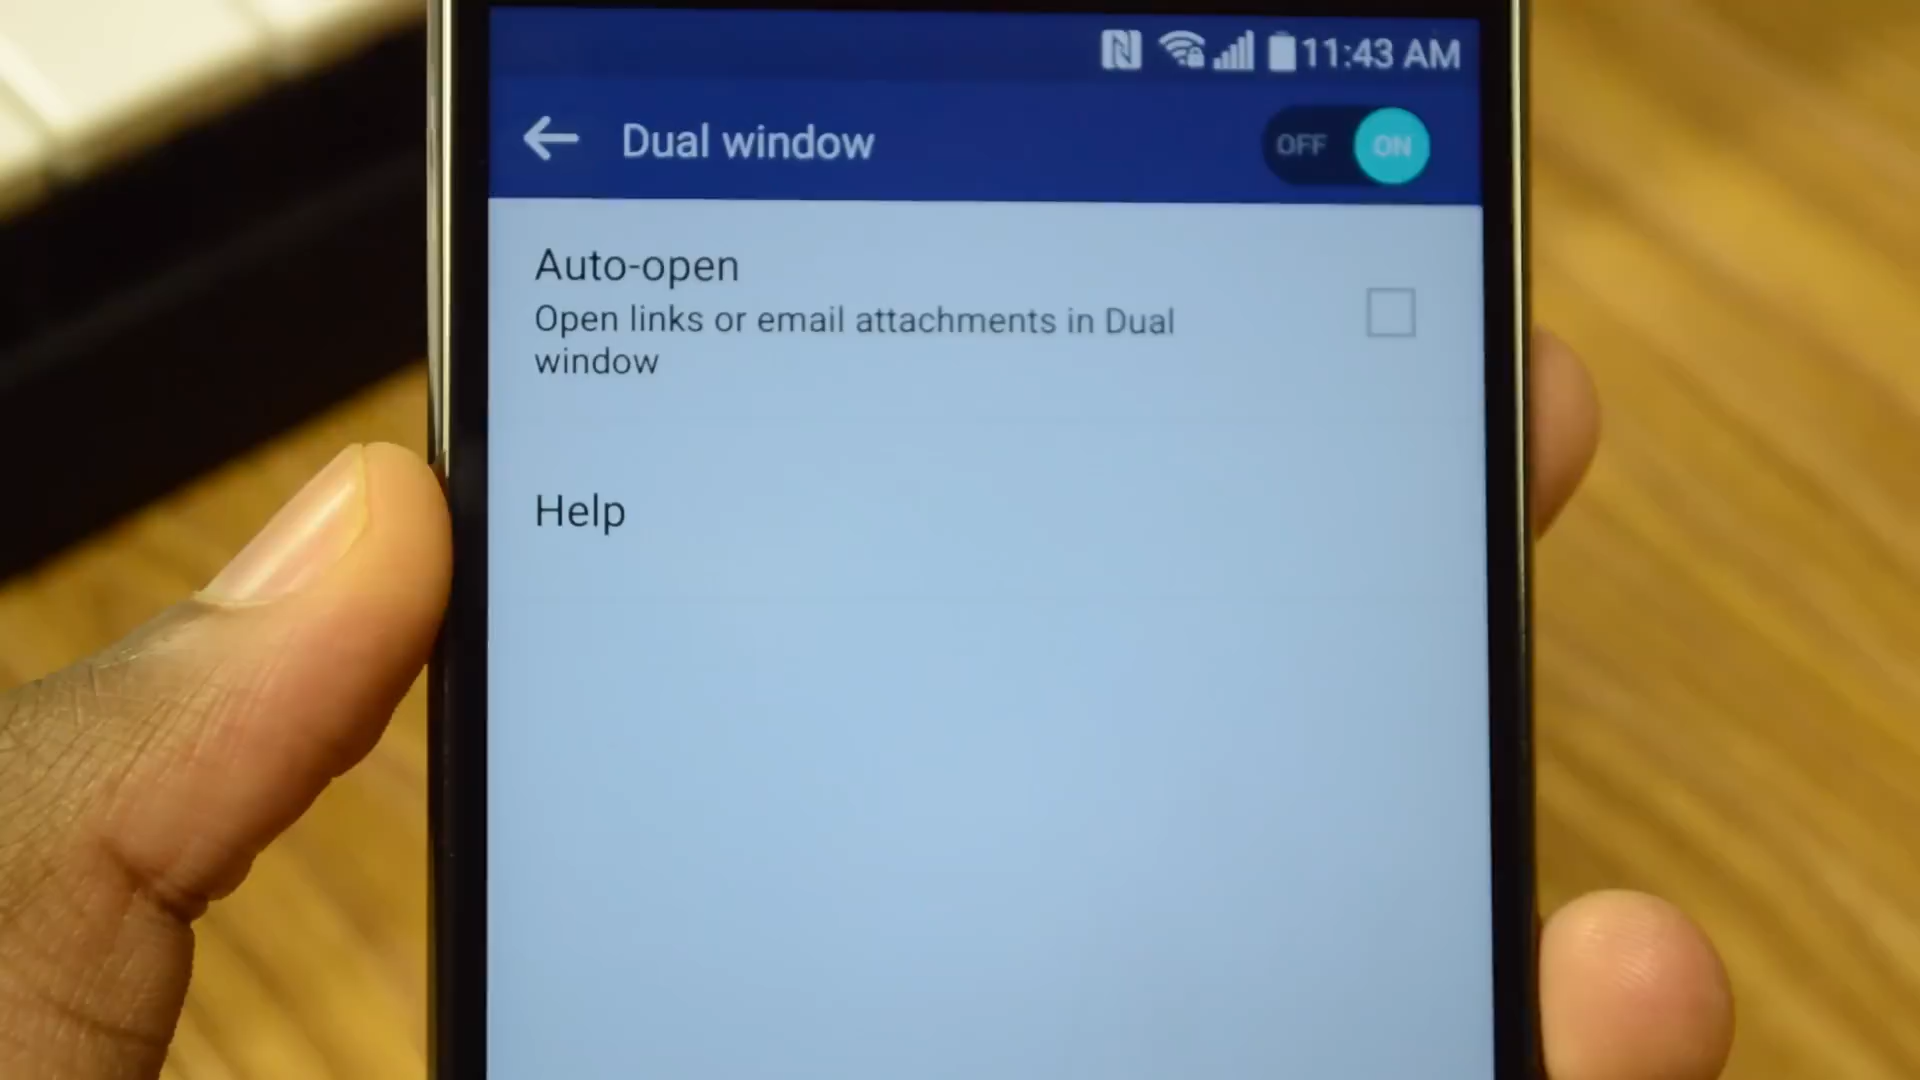 11:43 AM
Dual window
OFF ON
Auto-open
Open links or email attachments in Dual
window
Help